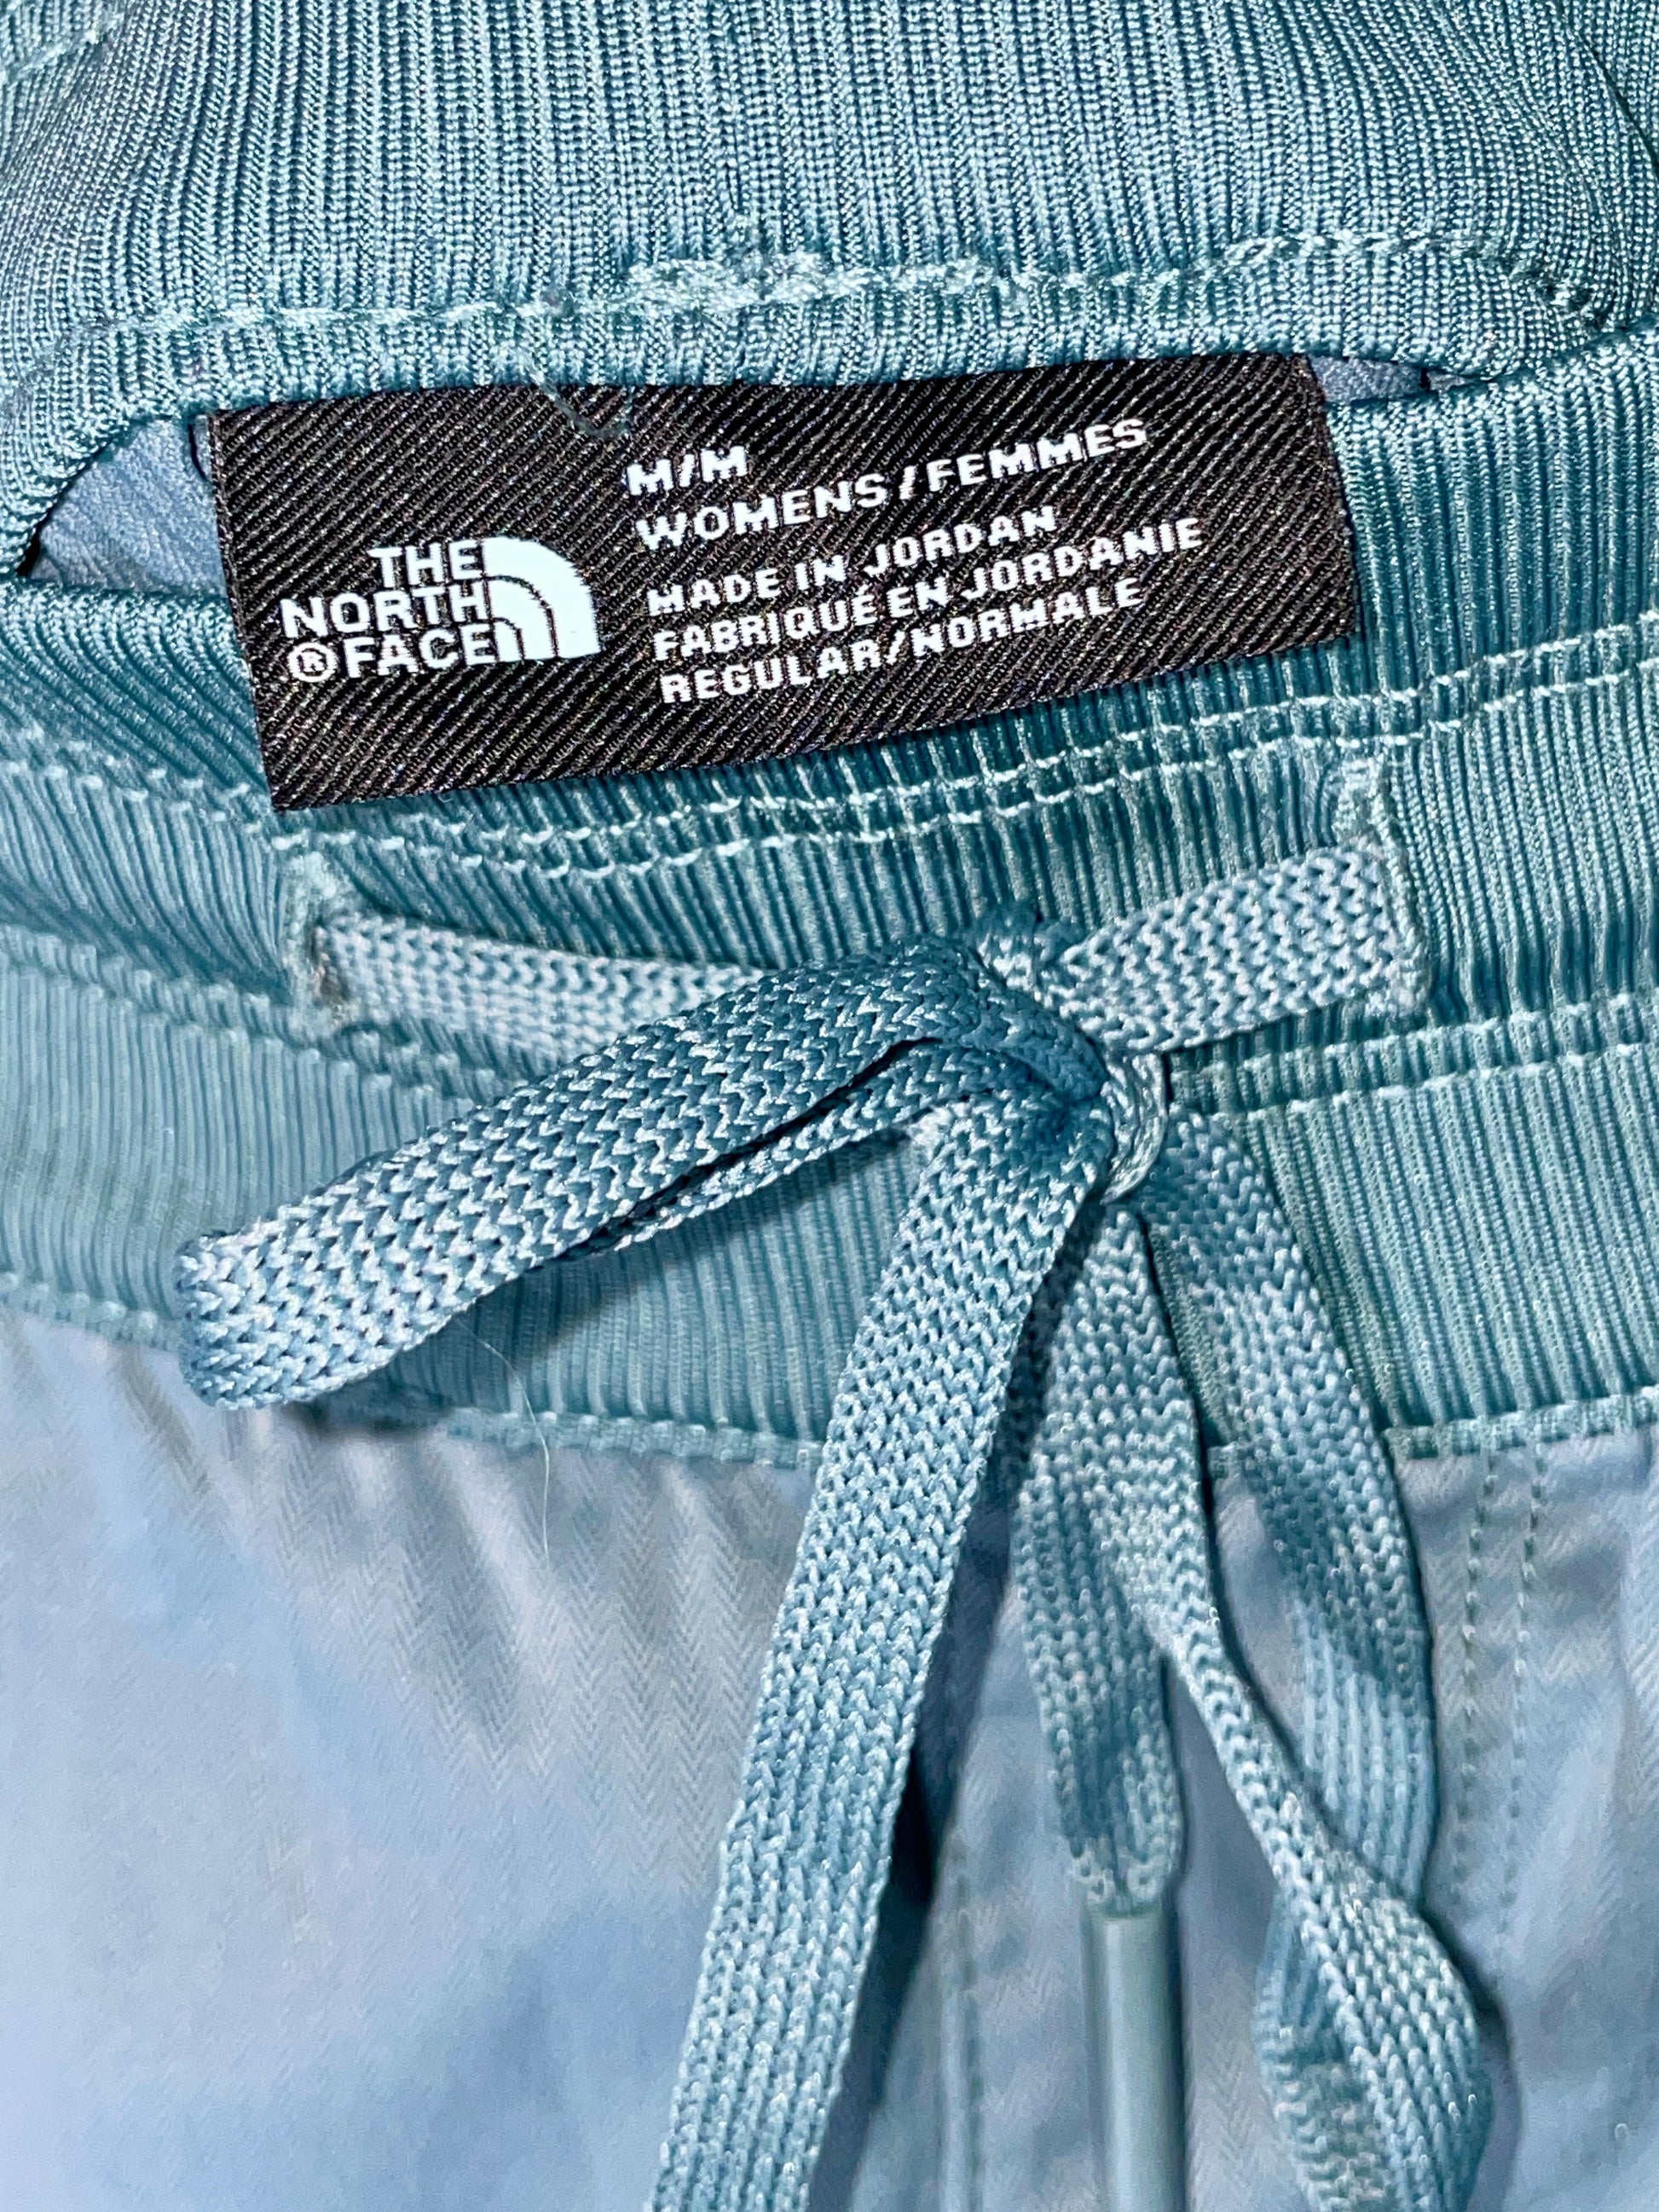 THE
NORTH
®FACE
M/M
WOMENS/FEMMES
MADE IN JORDAN
FABRIQUÉ EN JORDANIE
REGULAR/NORMALE